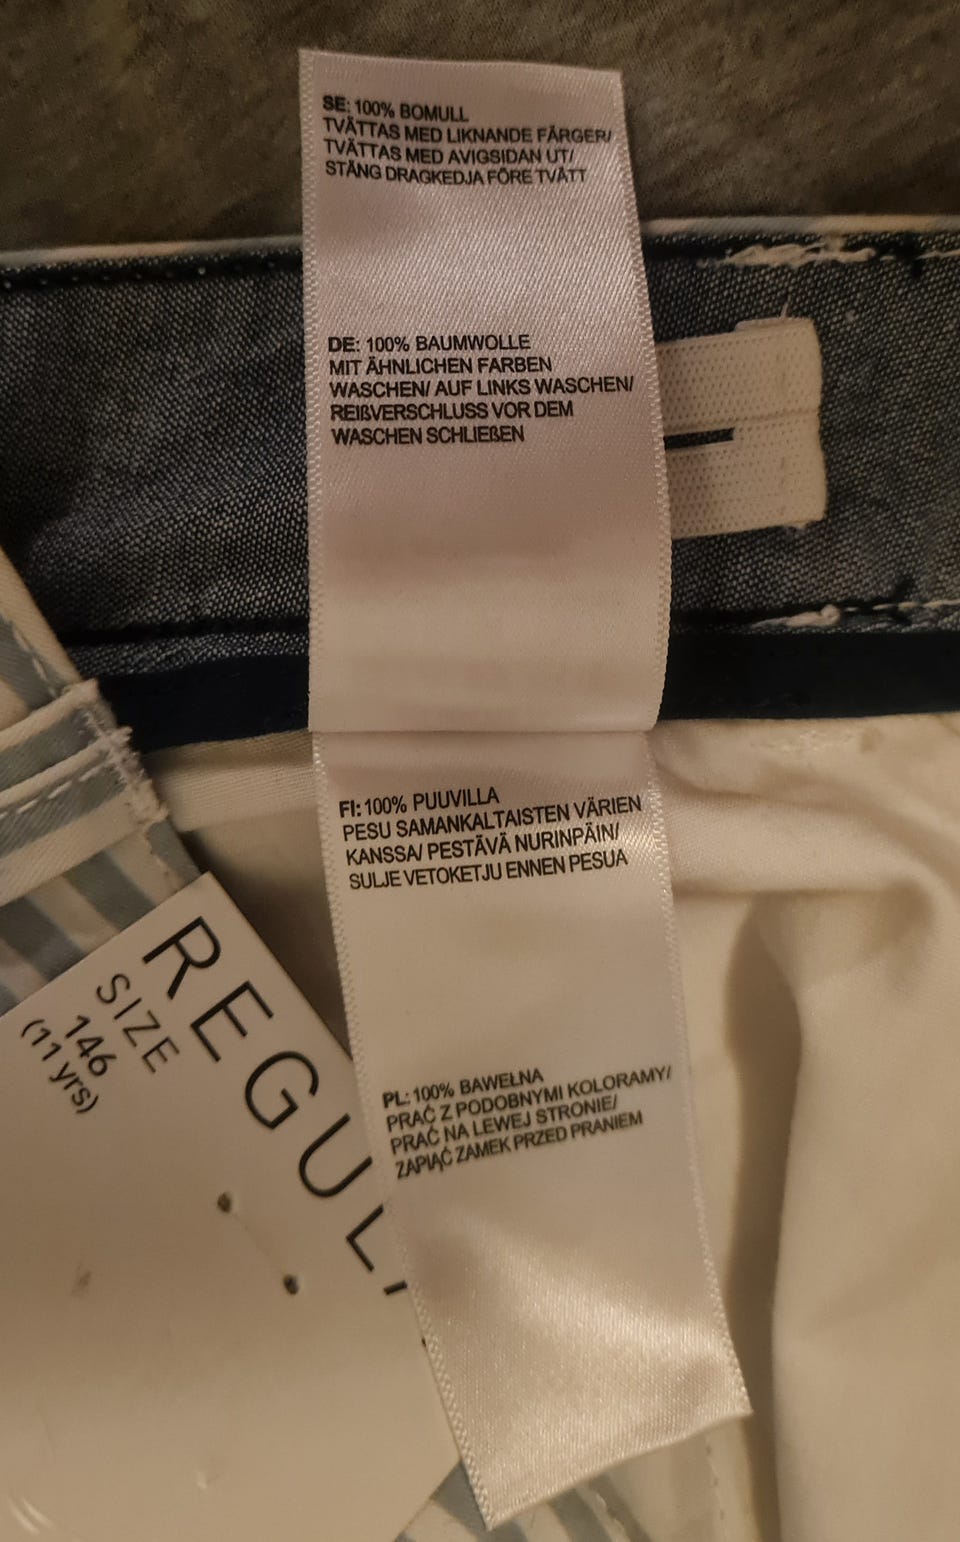 SE: 100% BOMULL
TVÄTTAS MED LIKNANDE FÄRGER/
TVÄTTAS MED AVIGSIDAN UT/
STÄNG DRAGKEDJA FÖRE TVÄTT
DE: 100% BAUMWOLLE
MIT ÄHNLICHEN FARBEN
WASCHEN/ AUF LINKS WASCHEN/
REIßVERSCHLUSS VOR DEM
WASCHEN SCHLIEßEN
FI: 100% PUUVILLA
PESU SAMANKALTAISTEN VÄRIEN
KANSSA/ PESTÄVÄ NURINPÄIN/
SULJE VETOKETJU ENNEN PESUA
PL: 100% BAWEŁNA
PRAĆ Z PODOBNYMI KOLORAMY/
PRAĆ NA LEWEJ STRONIE/
ZAPIĄĆ ZAMEK PRZED PRANIEM
REGUL
SIZE
146
(11 yrs)